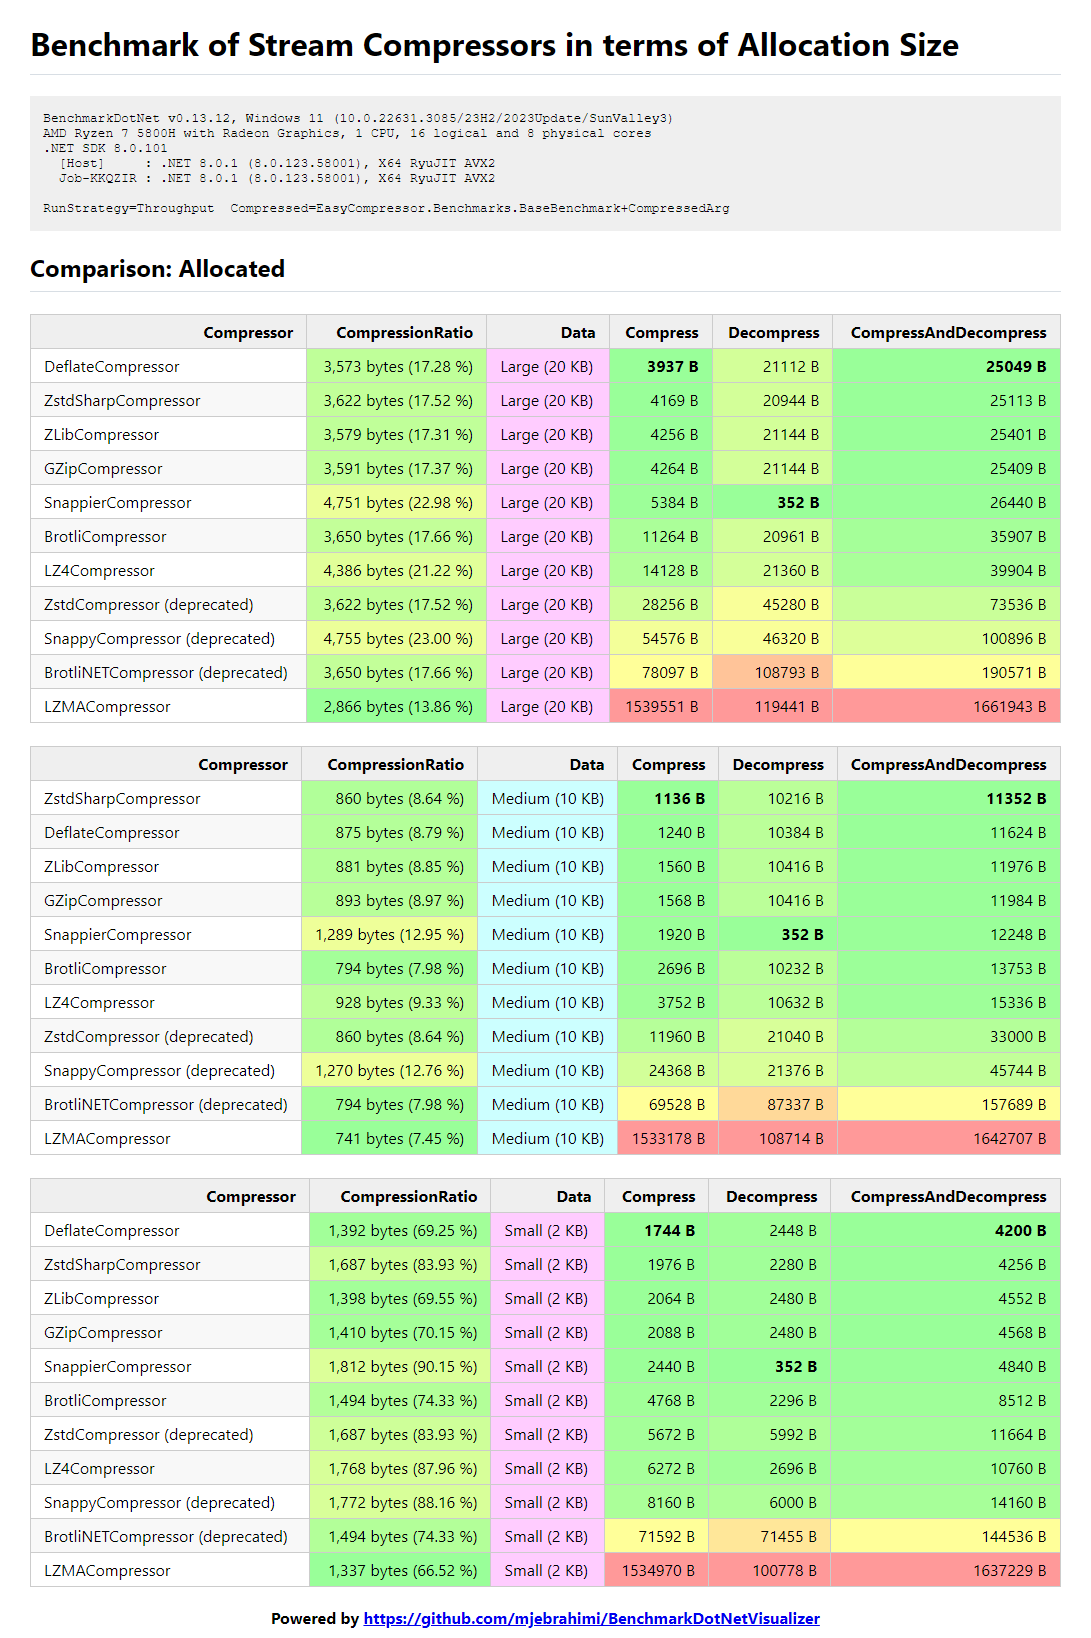 Benchmark of Stream Compressors in terms of Allocation Size
BenchmarkDotNet v0.13.12, Windows 11 (10.0.22631.3085/23H2/2023Update/SunValley3)
AMD Ryzen 7 5800H with Radeon Graphics, 1 CPU, 16 logical and 8 physical cores
.NET SDK 8.0.101
[Host] : .NET 8.0.1 (8.0.123.58001), X64 RyuJIT AVX2
Job-KKQZIR : .NET 8.0.1 (8.0.123.58001), X64 RyuJIT AVX2
RunStrategy=Throughput Compressed=EasyCompressor.Benchmarks.BaseBenchmark+CompressedArg
Comparison: Allocated
Compressor CompressionRatio Data Compress Decompress CompressAndDecompress
DeflateCompressor 3,573 bytes (17.28 %) Large (20 KB) 3937 B 21112 B 25049 B
ZstdSharpCompressor 3,622 bytes (17.52 %) Large (20 KB) 4169 B 20944 B 25113 B
ZLibCompressor 3,579 bytes (17.31 %) Large (20 KB) 4256 B 21144 B 25401 B
GZipCompressor 3,591 bytes (17.37 %) Large (20 KB) 4264 B 21144 B 25409 B
SnappierCompressor 4,751 bytes (22.98 %) Large (20 KB) 5384 B 352 B 26440 B
BrotliCompressor 3,650 bytes (17.66 %) Large (20 KB) 11264 B 20961 B 35907 B
LZ4Compressor 4,386 bytes (21.22 %) Large (20 KB) 14128 B 21360 B 39904 B
ZstdCompressor (deprecated) 3,622 bytes (17.52 %) Large (20 KB) 28256 B 45280 B 73536 B
SnappyCompressor (deprecated) 4,755 bytes (23.00 %) Large (20 KB) 54576 B 46320 B 100896 B
BrotliNETCompressor (deprecated) 3,650 bytes (17.66 %) Large (20 KB) 78097 B 108793 B 190571 B
LZMACompressor 2,866 bytes (13.86 %) Large (20 KB) 1539551 B 119441 B 1661943 B
Compressor CompressionRatio Data Compress Decompress CompressAndDecompress
ZstdSharpCompressor 860 bytes (8.64 %) Medium (10 KB) 1136 B 10216 B 11352 B
DeflateCompressor 875 bytes (8.79 %) Medium (10 KB) 1240 B 10384 B 11624 B
ZLibCompressor 881 bytes (8.85 %) Medium (10 KB) 1560 B 10416 B 11976 B
GZipCompressor 893 bytes (8.97 %) Medium (10 KB) 1568 B 10416 B 11984 B
SnappierCompressor 1,289 bytes (12.95 %) Medium (10 KB) 1920 B 352 B 12248 B
BrotliCompressor 794 bytes (7.98 %) Medium (10 KB) 2696 B 10232 B 13753 B
LZ4Compressor 928 bytes (9.33 %) Medium (10 KB) 3752 B 10632 B 15336 B
ZstdCompressor (deprecated) 860 bytes (8.64 %) Medium (10 KB) 11960 B 21040 B 33000 B
SnappyCompressor (deprecated) 1,270 bytes (12.76 %) Medium (10 KB) 24368 B 21376 B 45744 B
BrotliNETCompressor (deprecated) 794 bytes (7.98 %) Medium (10 KB) 69528 B 87337 B 157689 B
LZMACompressor 741 bytes (7.45 %) Medium (10 KB) 1533178 B 108714 B 1642707 B
Compressor CompressionRatio Data Compress Decompress CompressAndDecompress
DeflateCompressor 1,392 bytes (69.25 %) Small (2 KB) 1744 B 2448 B 4200 B
ZstdSharpCompressor 1,687 bytes (83.93 %) Small (2 KB) 1976 B 2280 B 4256 B
ZLibCompressor 1,398 bytes (69.55 %) Small (2 KB) 2064 B 2480 B 4552 B
GZipCompressor 1,410 bytes (70.15 %) Small (2 KB) 2088 B 2480 B 4568 B
SnappierCompressor 1,812 bytes (90.15 %) Small (2 KB) 2440 B 352 B 4840 B
BrotliCompressor 1,494 bytes (74.33 %) Small (2 KB) 4768 B 2296 B 8512 B
ZstdCompressor (deprecated) 1,687 bytes (83.93 %) Small (2 KB) 5672 B 5992 B 11664 B
LZ4Compressor 1,768 bytes (87.96 %) Small (2 KB) 6272 B 2696 B 10760 B
SnappyCompressor (deprecated) 1,772 bytes (88.16 %) Small (2 KB) 8160 B 6000 B 14160 B
BrotliNETCompressor (deprecated) 1,494 bytes (74.33 %) Small (2 KB) 71592 B 71455 B 144536 B
LZMACompressor 1,337 bytes (66.52 %) Small (2 KB) 1534970 B 100778 B 1637229 B
Powered by https://github.com/mjebrahimi/BenchmarkDotNetVisualizer